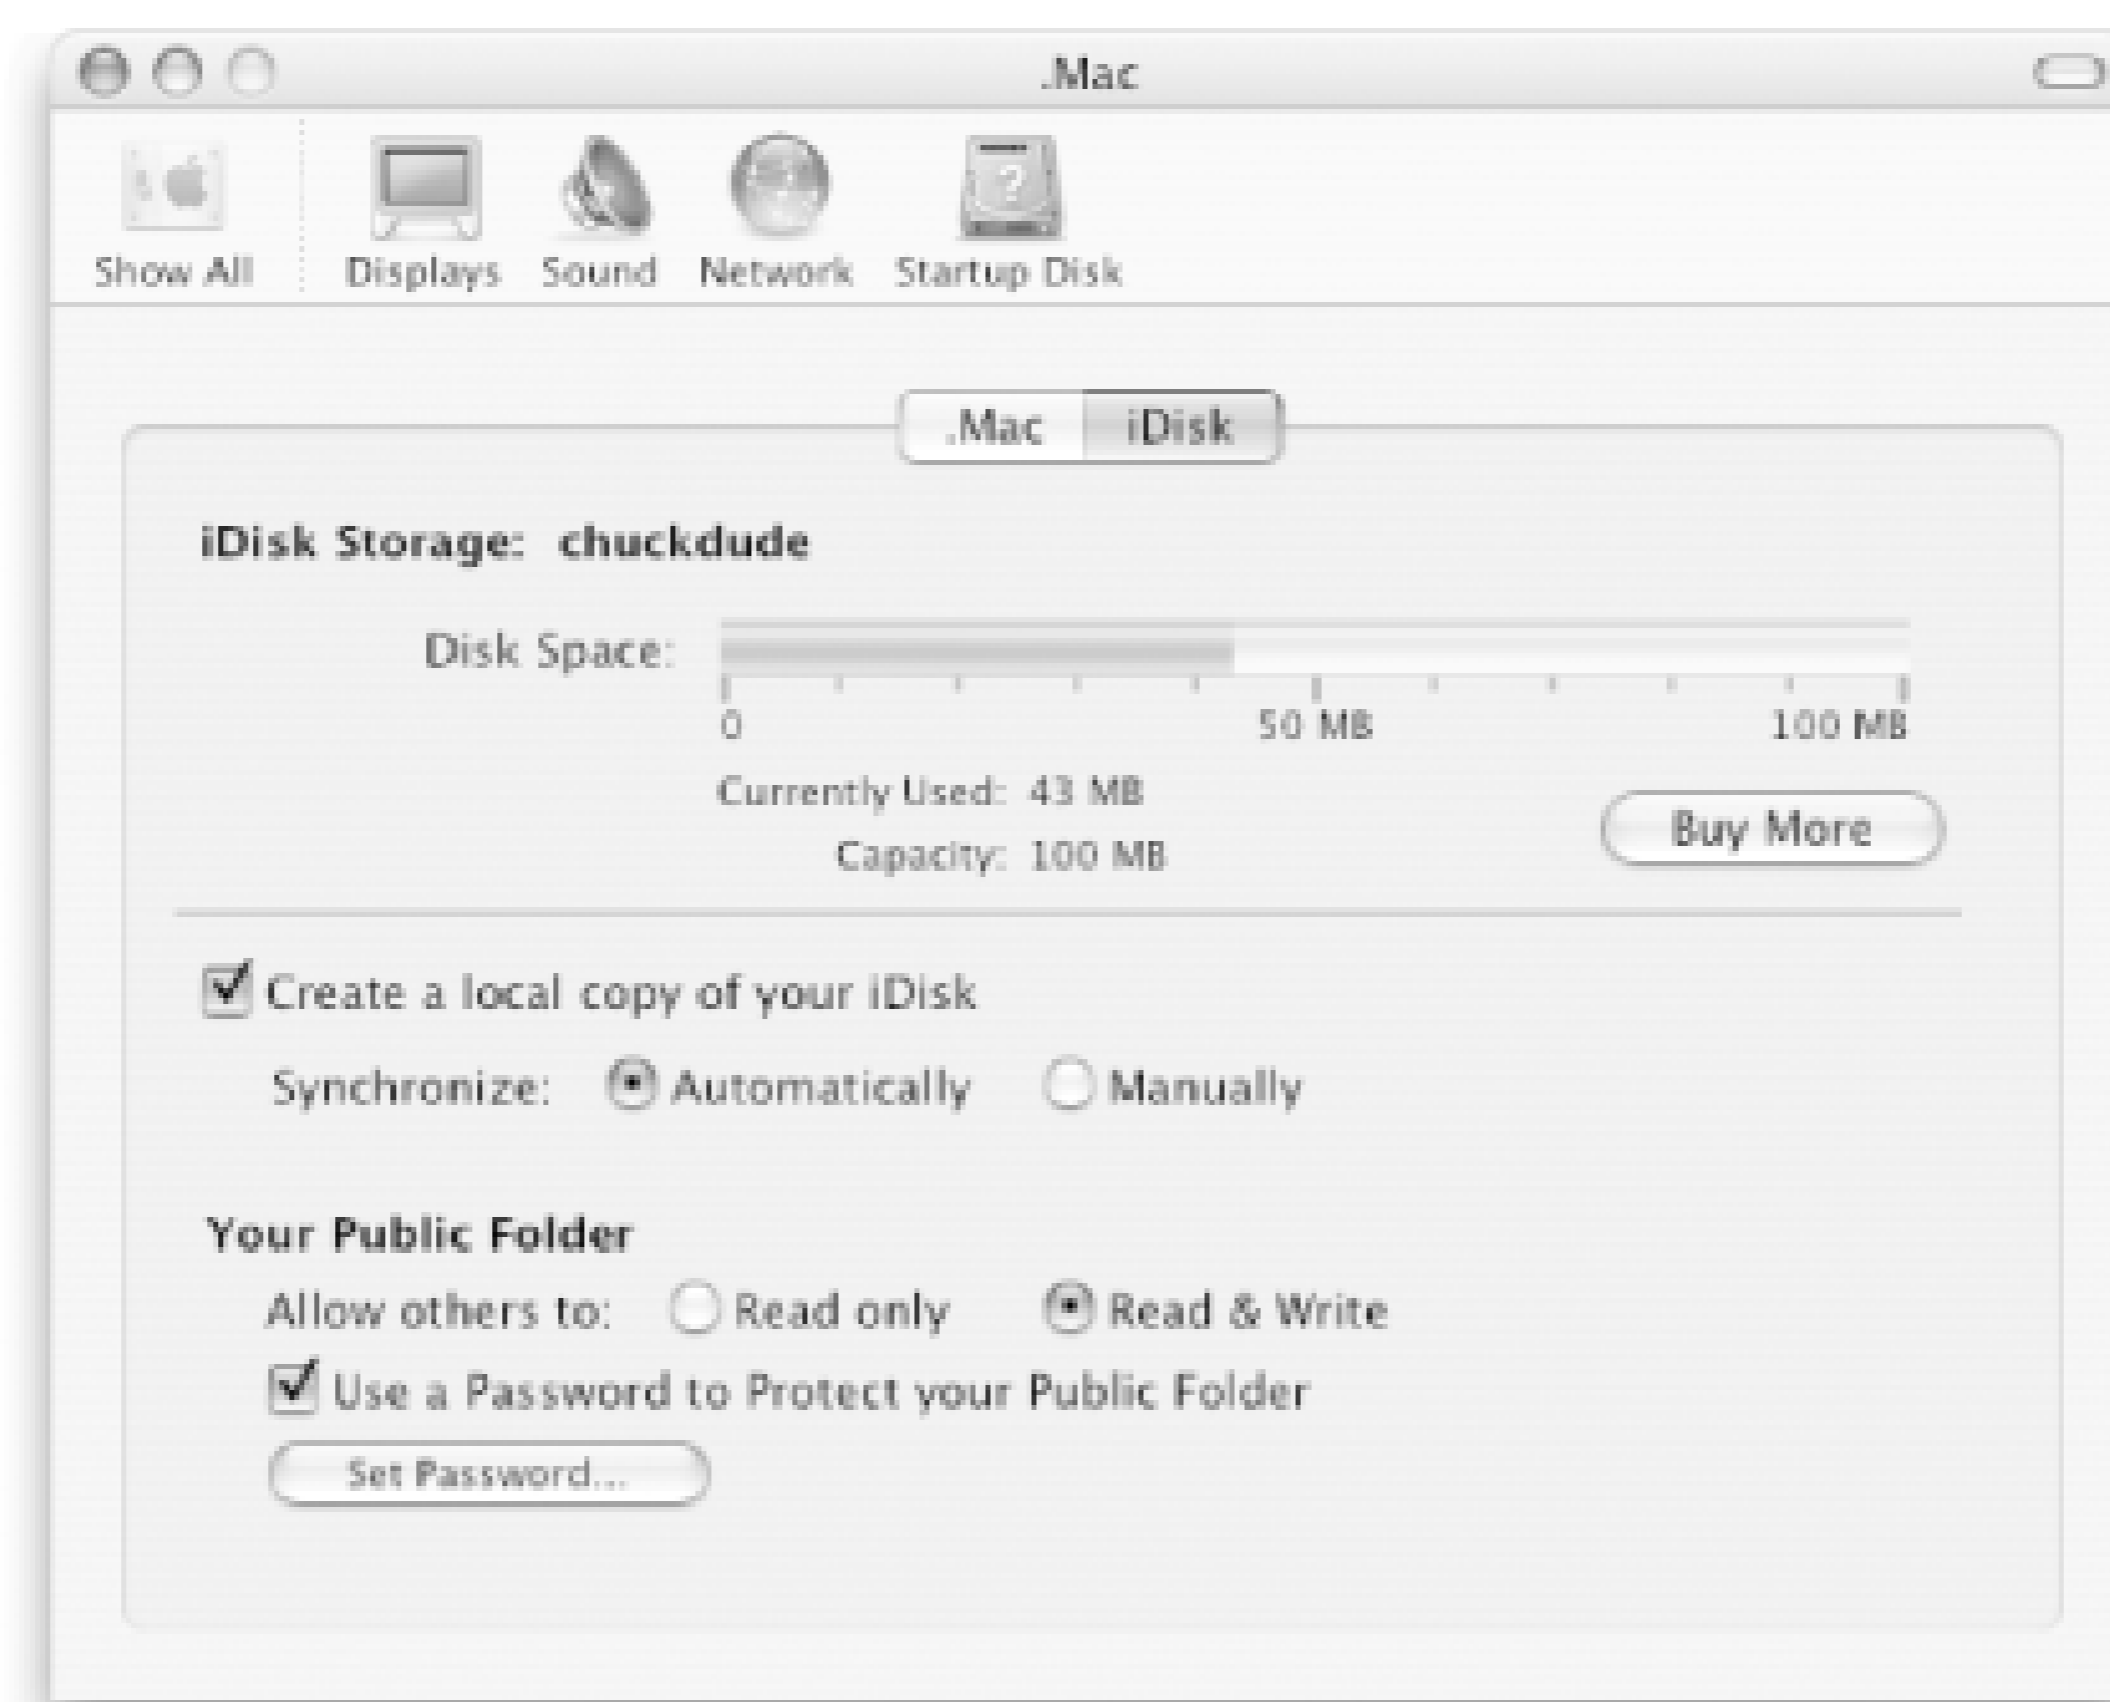 .Mac
Show All Displays Sound Network Startup Disk
.Mac iDisk
iDisk Storage: chuckdude
Disk Space:
0 50 MB 100 MB
Currently Used: 43 MB
Capacity: 100 MB
Buy More
Create a local copy of your iDisk
Synchronize: Automatically Manually
Your Public Folder
Allow others to: Read only Read & Write
Use a Password to Protect your Public Folder
Set Password...